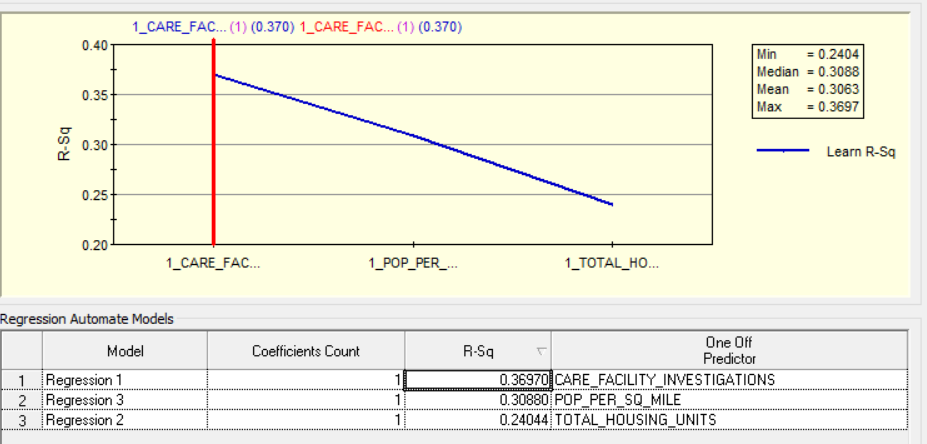 1_CARE_FAC... (1) (0.370) 1_CARE_FAC... (1) (0.370)
0.40
0.35
0.30
0.25
0.20
R-Sq
1_CARE_FAC...
1_POP_PER_...
1_TOTAL_HO...
Min = 0.2404
Median = 0.3088
Mean = 0.3063
Max = 0.3697
Learn R-Sq
Regression Automate Models
Model Coefficients Count R-Sq One Off Predictor
1 Regression 1 1 0.36970 CARE_FACILITY_INVESTIGATIONS
2 Regression 3 1 0.30880 POP_PER_SQ_MILE
3 Regression 2 1 0.24044 TOTAL_HOUSING_UNITS